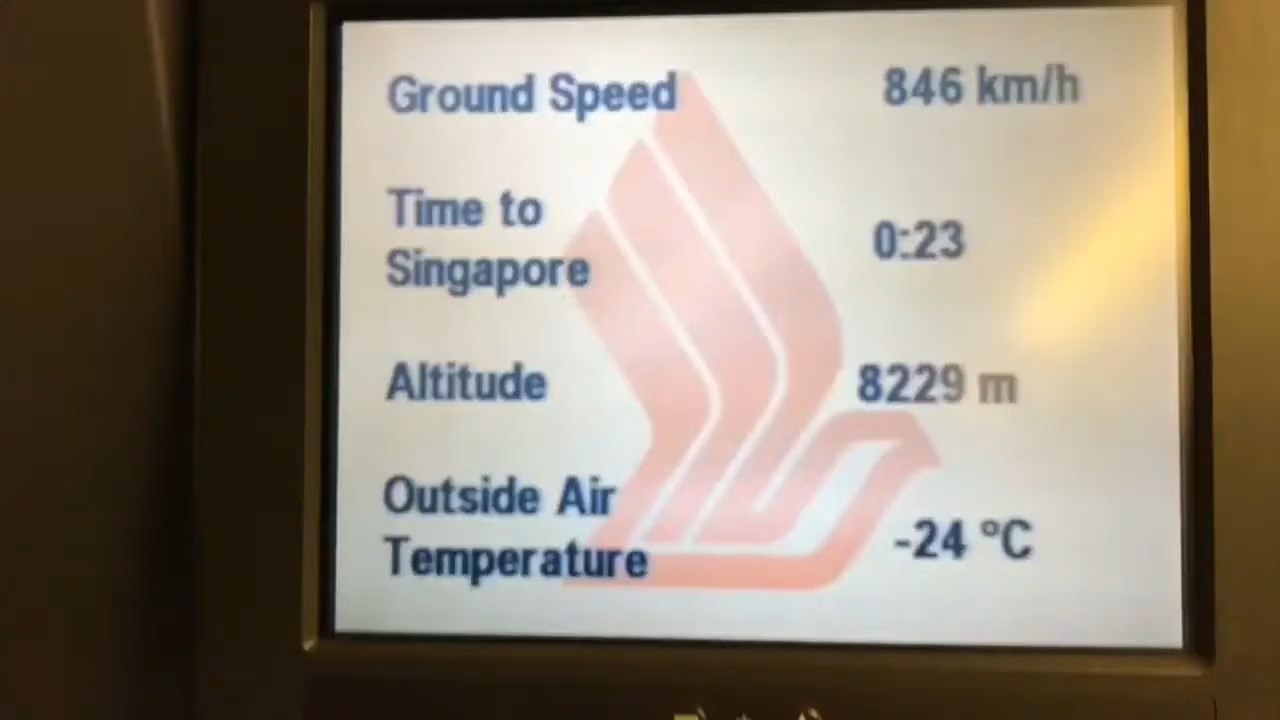 Ground Speed 846 km/h
Time to
Singapore 0:23
Altitude 8229 m
Outside Air
Temperature -24 °C